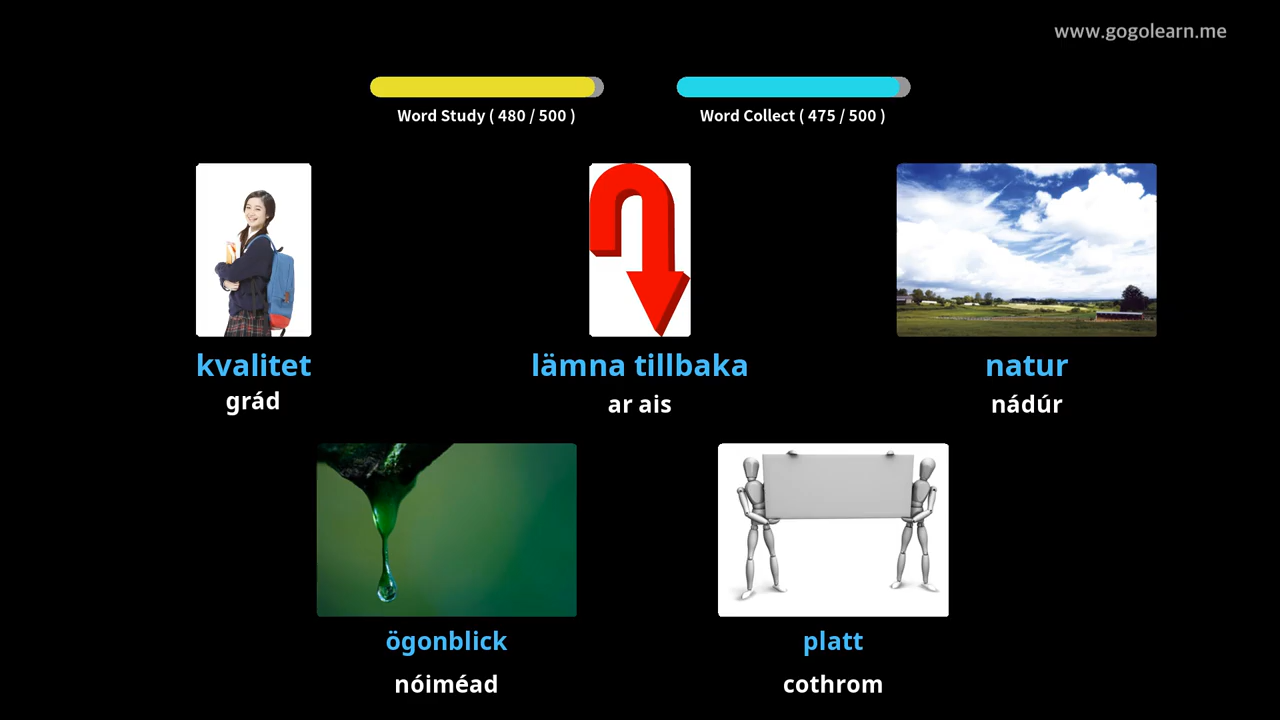 www.gogolearn.me
Word Study ( 480 / 500 )
Word Collect ( 475 / 500 )
kvalitet
grád
lämna tillbaka
ar ais
natur
nádúr
ögonblick
nóiméad
platt
cothrom